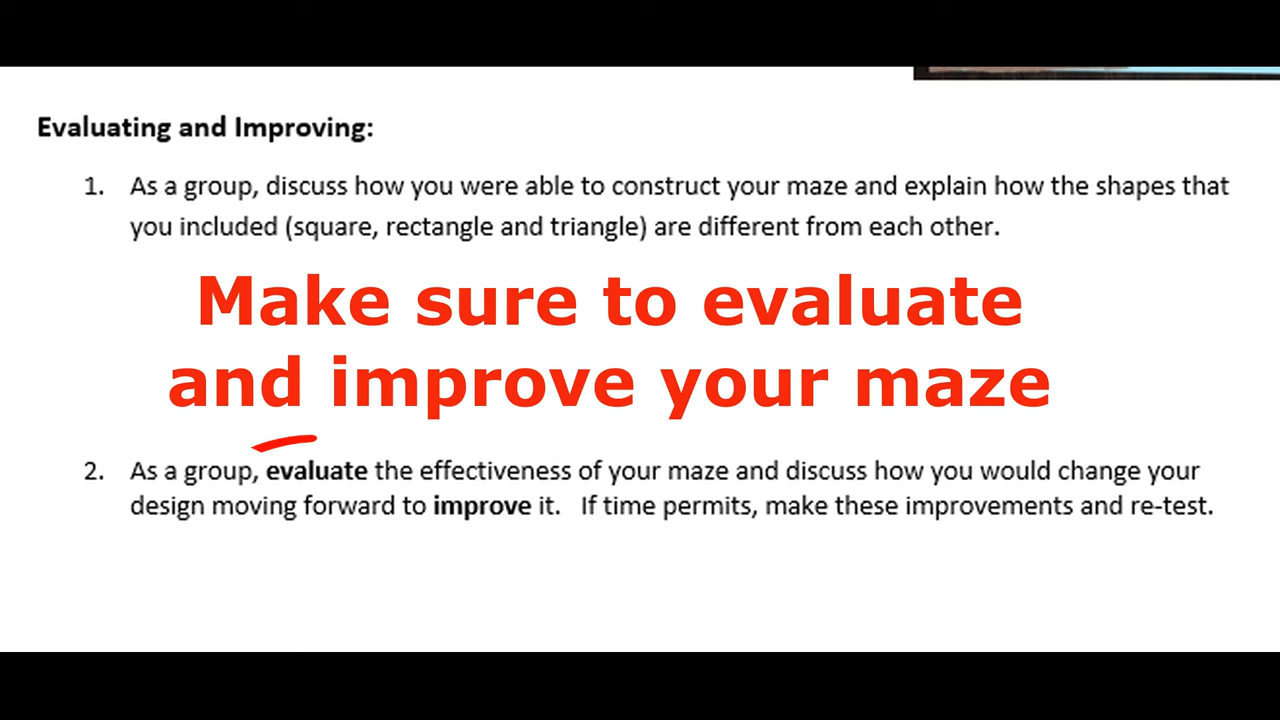 Evaluating and Improving:
1. As a group, discuss how you were able to construct your maze and explain how the shapes that
you included (square, rectangle and triangle) are different from each other.
Make sure to evaluate
and improve your maze
2. As a group, evaluate the effectiveness of your maze and discuss how you would change your
design moving forward to improve it. If time permits, make these improvements and re-test.